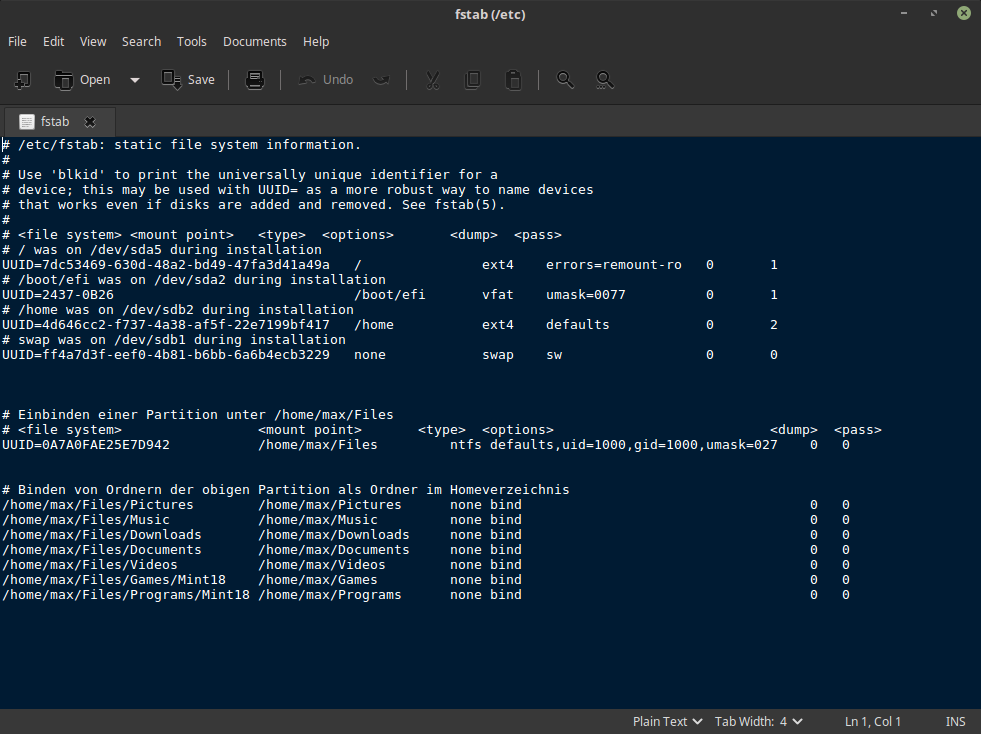 fstab (/etc)
File Edit View Search Tools Documents Help
Open Save Undo
fstab
# /etc/fstab: static file system information.
#
# Use 'blkid' to print the universally unique identifier for a
# device; this may be used with UUID= as a more robust way to name devices
# that works even if disks are added and removed. See fstab(5).
#
# <file system> <mount point>   <type>  <options>       <dump>  <pass>
# / was on /dev/sda5 during installation
UUID=7dc53469-630d-48a2-bd49-47fa3d41a49a   /               ext4    errors=remount-ro   0       1
# /boot/efi was on /dev/sda2 during installation
UUID=2437-0B26                              /boot/efi       vfat    umask=0077          0       1
# /home was on /dev/sdb2 during installation
UUID=4d646cc2-f737-4a38-af5f-22e7199bf417   /home           ext4    defaults            0       2
# swap was on /dev/sdb1 during installation
UUID=ff4a7d3f-eef0-4b81-b6bb-6a6b4ecb3229   none            swap    sw                  0       0
# Einbinden einer Partition unter /home/max/Files
# <file system>                 <mount point>       <type>  <options>                           <dump>  <pass>
UUID=0A7A0FAE25E7D942           /home/max/Files         ntfs defaults,uid=1000,gid=1000,umask=027    0   0
# Binden von Ordnern der obigen Partition als Ordner im Homeverzeichnis
/home/max/Files/Pictures        /home/max/Pictures      none bind                                    0   0
/home/max/Files/Music           /home/max/Music         none bind                                    0   0
/home/max/Files/Downloads       /home/max/Downloads     none bind                                    0   0
/home/max/Files/Documents       /home/max/Documents     none bind                                    0   0
/home/max/Files/Videos          /home/max/Videos        none bind                                    0   0
/home/max/Files/Games/Mint18    /home/max/Games         none bind                                    0   0
/home/max/Files/Programs/Mint18 /home/max/Programs      none bind                                    0   0
Plain Text Tab Width: 4 Ln 1, Col 1 INS